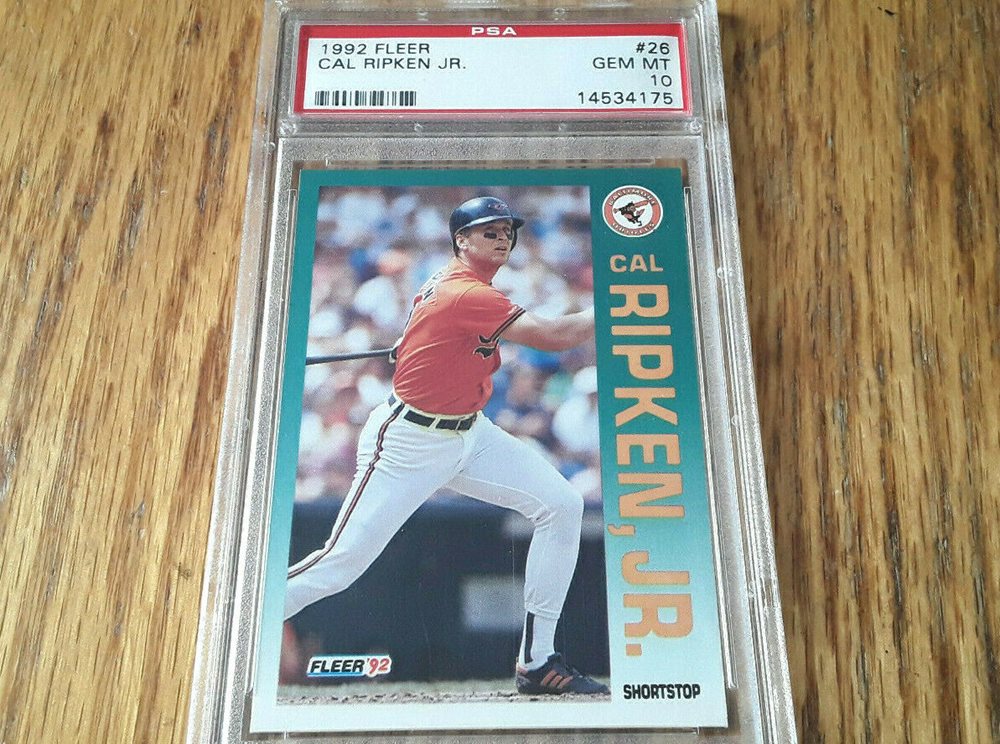 PSA
1992 FLEER #26
CAL RIPKEN JR. GEM MT
10
14534175
CAL
RIPKEN, JR.
FLEER '92
SHORTSTOP